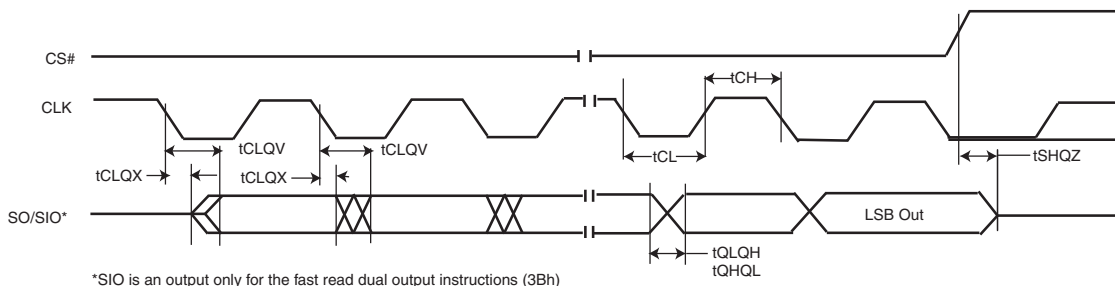 CS#
tCH
CLK
tCLQV
tCLQV
tCL
tSHQZ
tCLQX
tCLQX
SO/SIO*
LSB Out
tQLQH
tQHQL
*SIO is an output only for the fast read dual output instructions (3Bh)